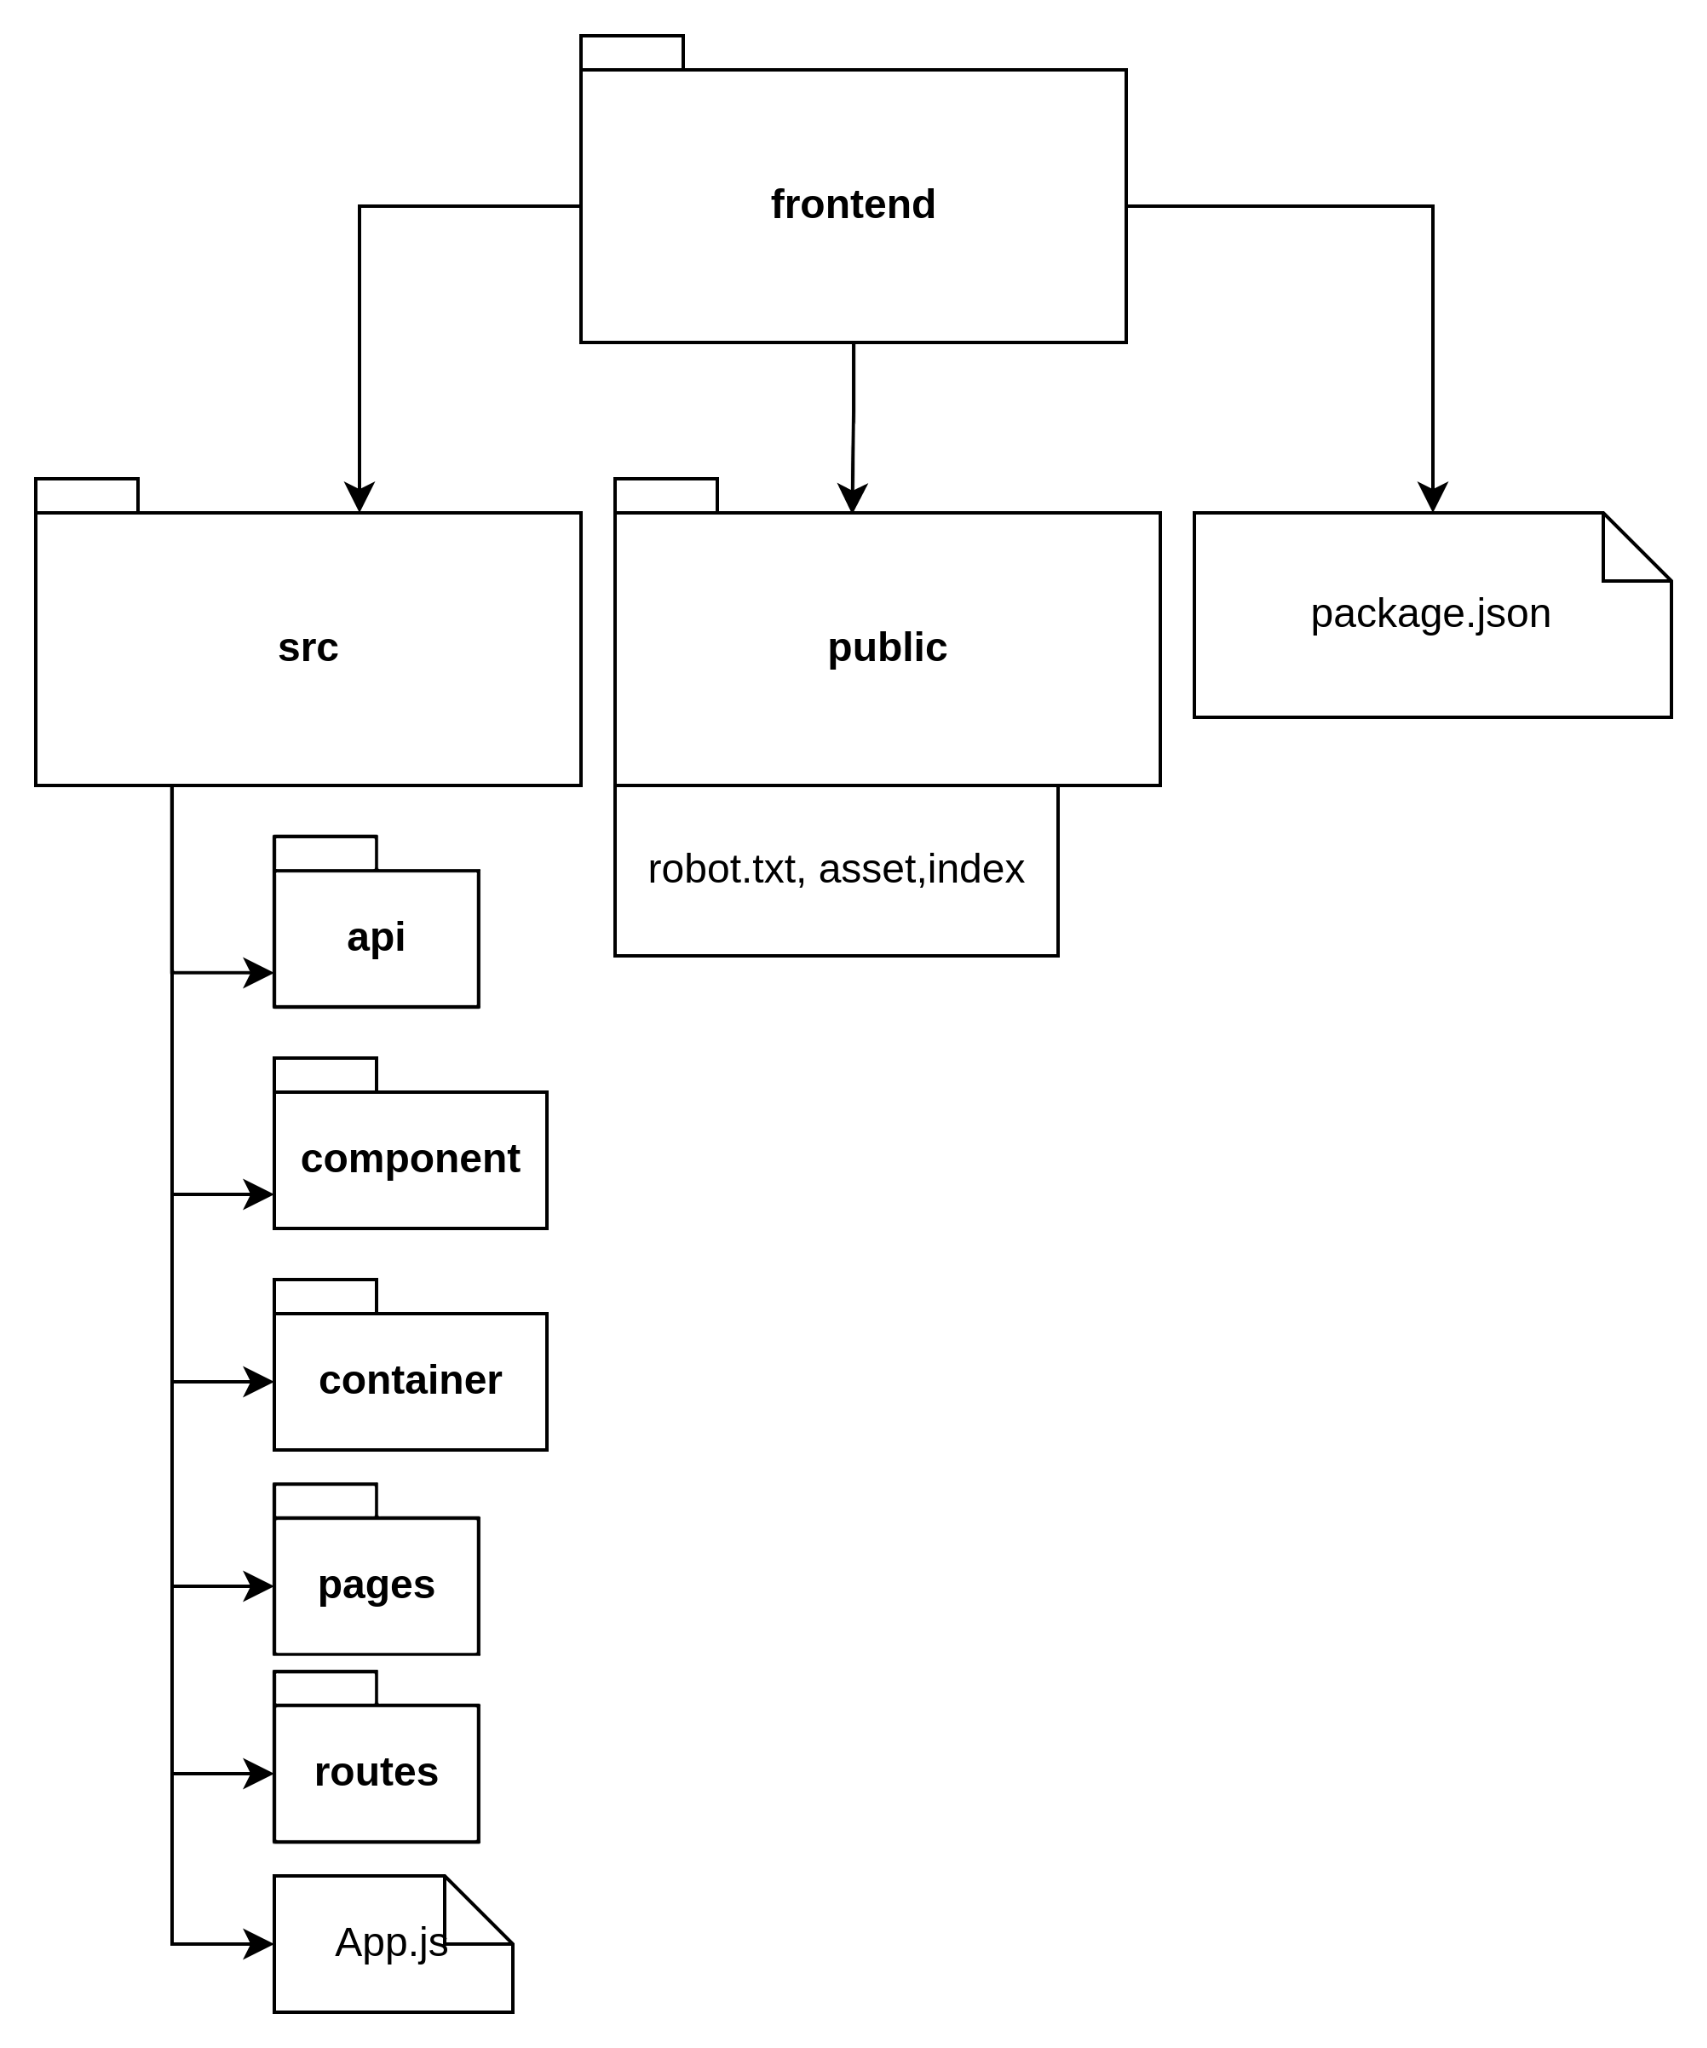 frontend
src
public
package.json
robot.txt, asset,index
api
component
container
pages
routes
App.js